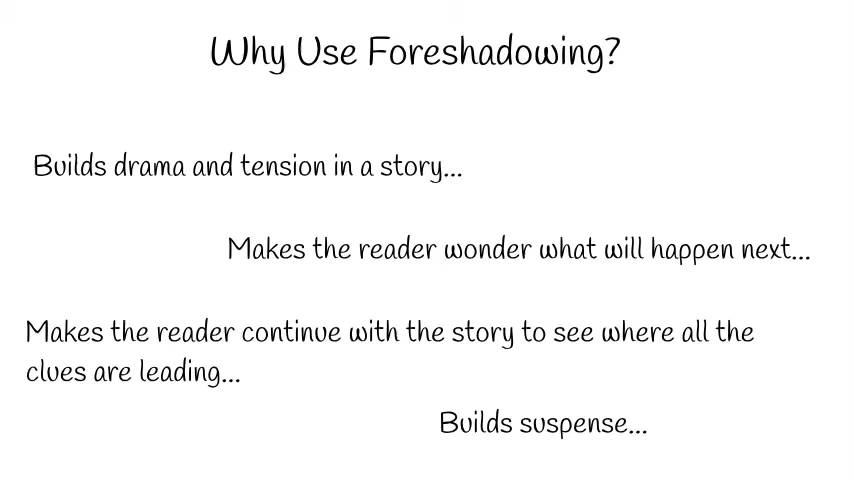 Why Use Foreshadowing?
Builds drama and tension in a story...
Makes the reader wonder what will happen next...
Makes the reader continue with the story to see where all the
clues are leading...
Builds suspense...